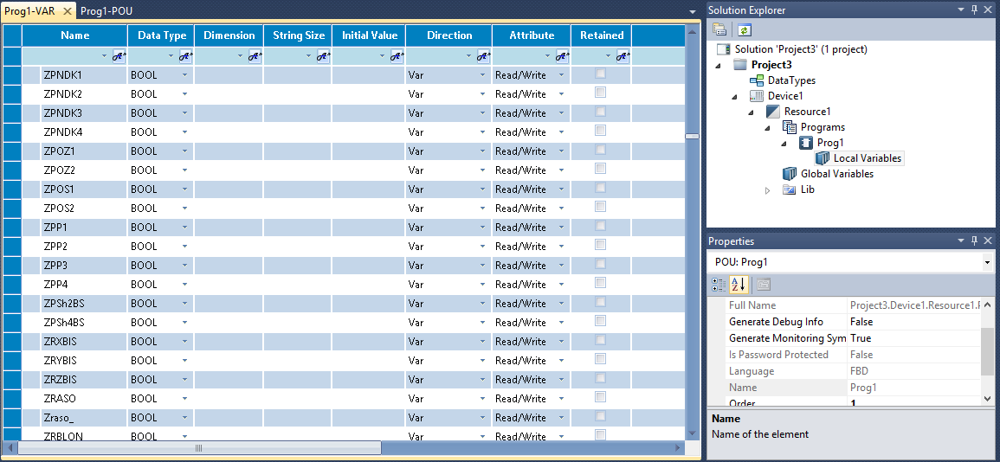 Prog1-VAR Prog1-POU
Name Data Type Dimension String Size Initial Value Direction Attribute Retained
ZPNDK1 BOOL Var Read/Write
ZPNDK2 BOOL Var Read/Write
ZPNDK3 BOOL Var Read/Write
ZPNDK4 BOOL Var Read/Write
ZPOZ1 BOOL Var Read/Write
ZPOZ2 BOOL Var Read/Write
ZPOS1 BOOL Var Read/Write
ZPOS2 BOOL Var Read/Write
ZPP1 BOOL Var Read/Write
ZPP2 BOOL Var Read/Write
ZPP3 BOOL Var Read/Write
ZPP4 BOOL Var Read/Write
ZPSh2BS BOOL Var Read/Write
ZPSh4BS BOOL Var Read/Write
ZRXBIS BOOL Var Read/Write
ZRYBIS BOOL Var Read/Write
ZRZBIS BOOL Var Read/Write
ZRASO BOOL Var Read/Write
Zraso_ BOOL Var Read/Write
ZRBLON BOOL Var Read/Write
Solution Explorer
Solution 'Project3' (1 project)
Project3
DataTypes
Device1
Resource1
Programs
Prog1
Local Variables
Global Variables
Lib
Properties
POU: Prog1
Full Name Project3.Device1.Resource1.
Generate Debug Info False
Generate Monitoring Sym True
Is Password Protected False
Language FBD
Name Prog1
Order 1
Name
Name of the element